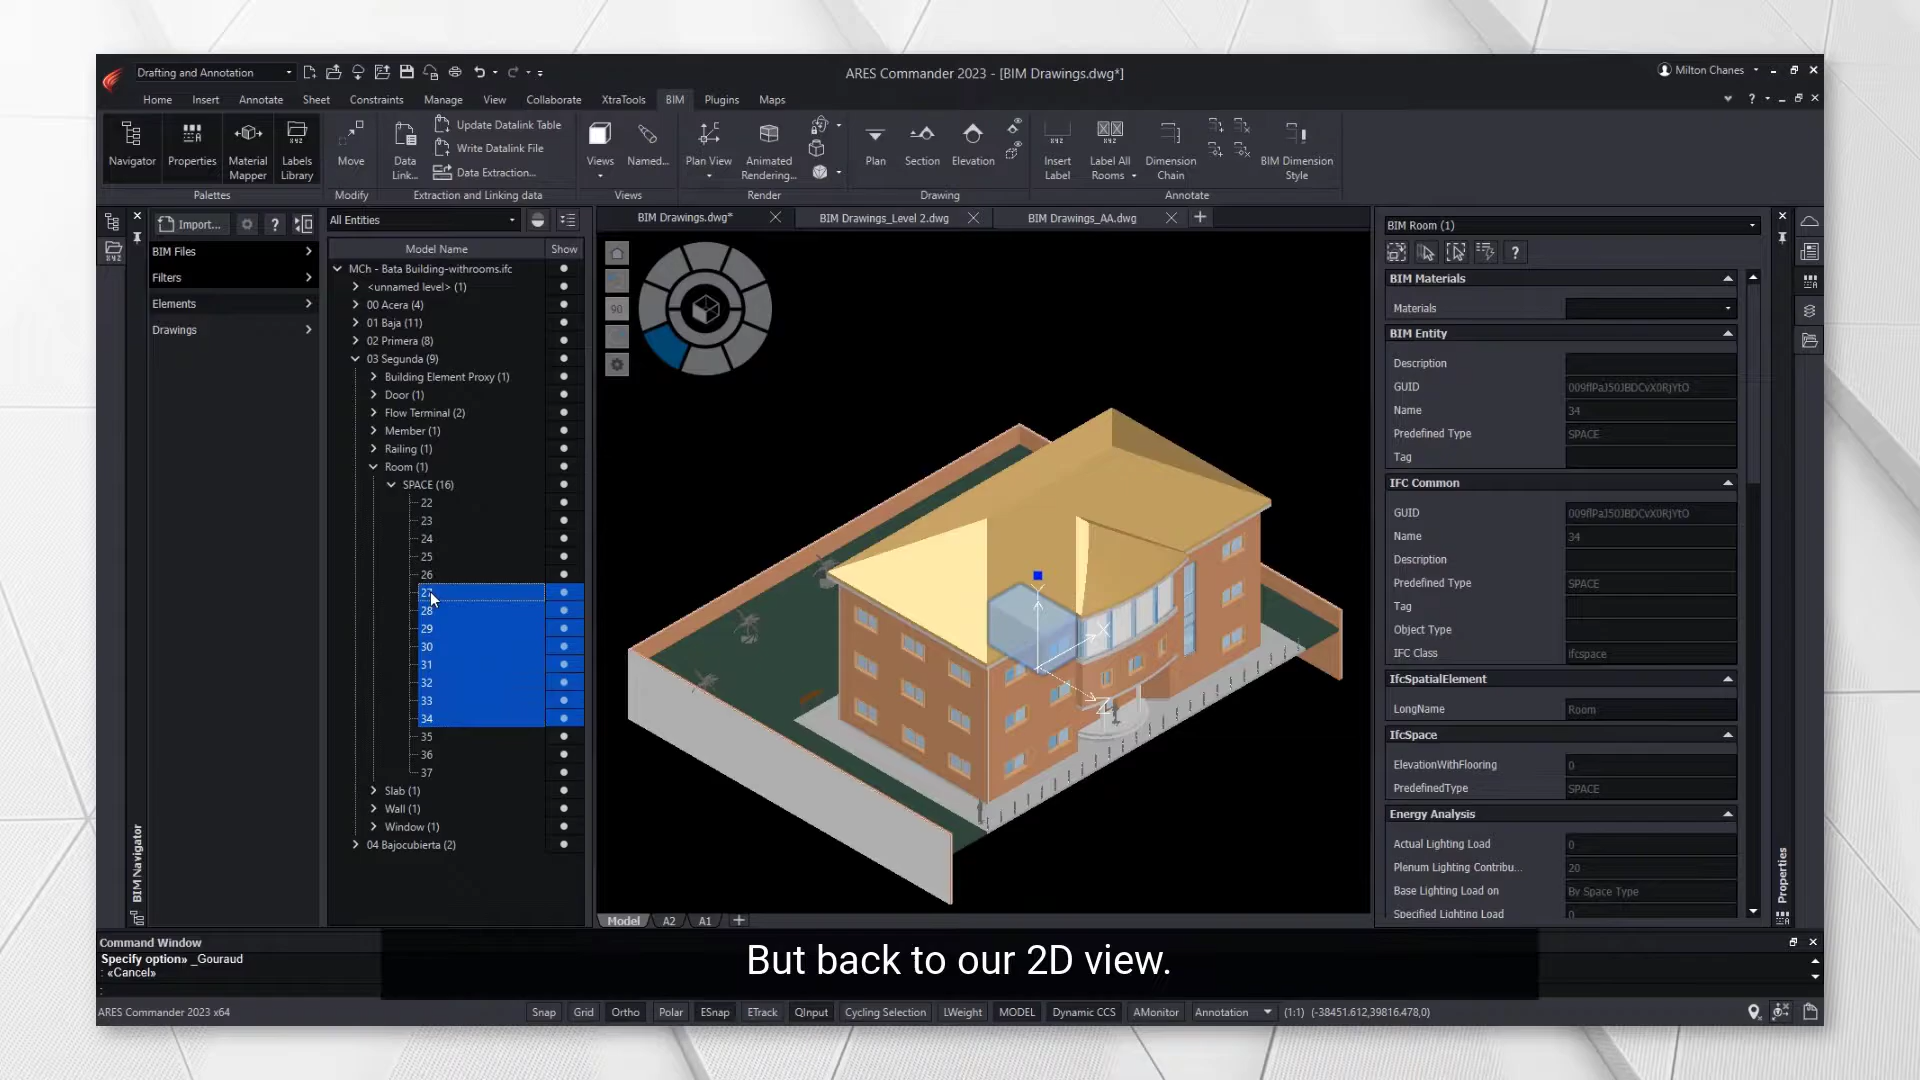 Drafting and Annotation
ARES Commander 2023 - [BIM Drawings.dwg*]
Milton Chanes
Home Insert Annotate Sheet Constraints Manage View Collaborate XtraTools BIM Plugins Maps
Navigator
Properties
Material Mapper
Labels Library
Palettes
Move
Modify
Data Link...
Update Datalink Table
Write Datalink File
Data Extraction...
Extraction and Linking data
Views
Named...
Views
Plan View
Animated Rendering...
Render
Plan
Section
Elevation
Drawing
Insert Label
Label All Rooms
Dimension Chain
BIM Dimension Style
Annotate
Import...
BIM Files
Filters
Elements
Drawings
BIM Navigator
All Entities
Model Name Show
MCh - Bata Building-withrooms.ifc
<unnamed level> (1)
00 Acera (4)
01 Baja (11)
02 Primera (8)
03 Segunda (9)
Building Element Proxy (1)
Door (1)
Flow Terminal (2)
Member (1)
Railing (1)
Room (1)
SPACE (16)
22
23
24
25
26
27
28
29
30
31
32
33
34
35
36
37
Slab (1)
Wall (1)
Window (1)
04 Bajocubierta (2)
BIM Drawings.dwg*
BIM Drawings_Level 2.dwg
BIM Drawings_AA.dwg
90
Y
X
Z
Model A2 A1
BIM Room (1)
BIM Materials
Materials
BIM Entity
Description
GUID 009flPaJ50JBDCvX0RjYtO
Name 34
Predefined Type SPACE
Tag
IFC Common
GUID 009flPaJ50JBDCvX0RjYtO
Name 34
Description
Predefined Type SPACE
Tag
Object Type
IFC Class ifcspace
IfcSpatialElement
LongName Room
IfcSpace
ElevationWithFlooring 0
PredefinedType SPACE
Energy Analysis
Actual Lighting Load 0
Plenum Lighting Contribu... 20
Base Lighting Load on By Space Type
Specified Lighting Load 0
Properties
Command Window
Specify option» _Gouraud
: «Cancel»
:
But back to our 2D view.
ARES Commander 2023 x64
Snap Grid Ortho Polar ESnap ETrack QInput Cycling Selection LWeight MODEL Dynamic CCS AMonitor Annotation (1:1) (-38451.612,39816.478,0)